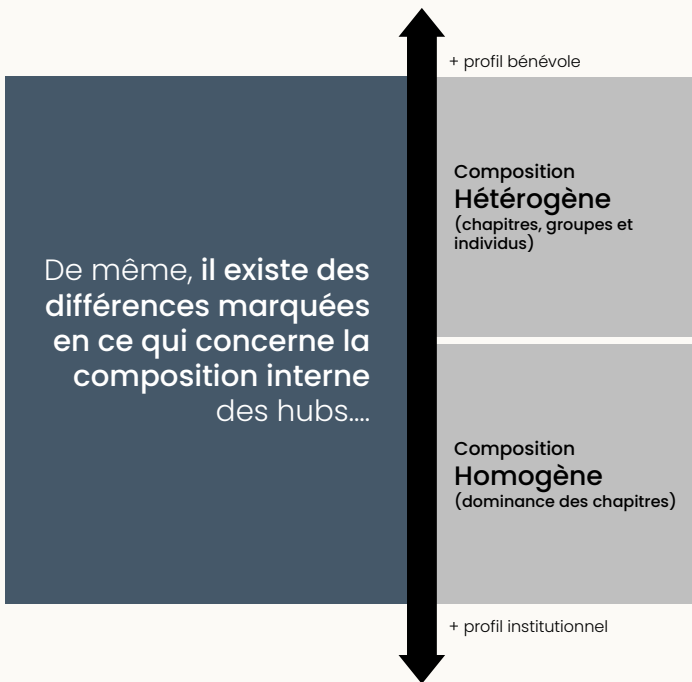 + profil bénévole
De même, il existe des
différences marquées
en ce qui concerne la
composition interne
des hubs....
Composition
Hétérogène
(chapitres, groupes et
individus)
Composition
Homogène
(dominance des chapitres)
+ profil institutionnel